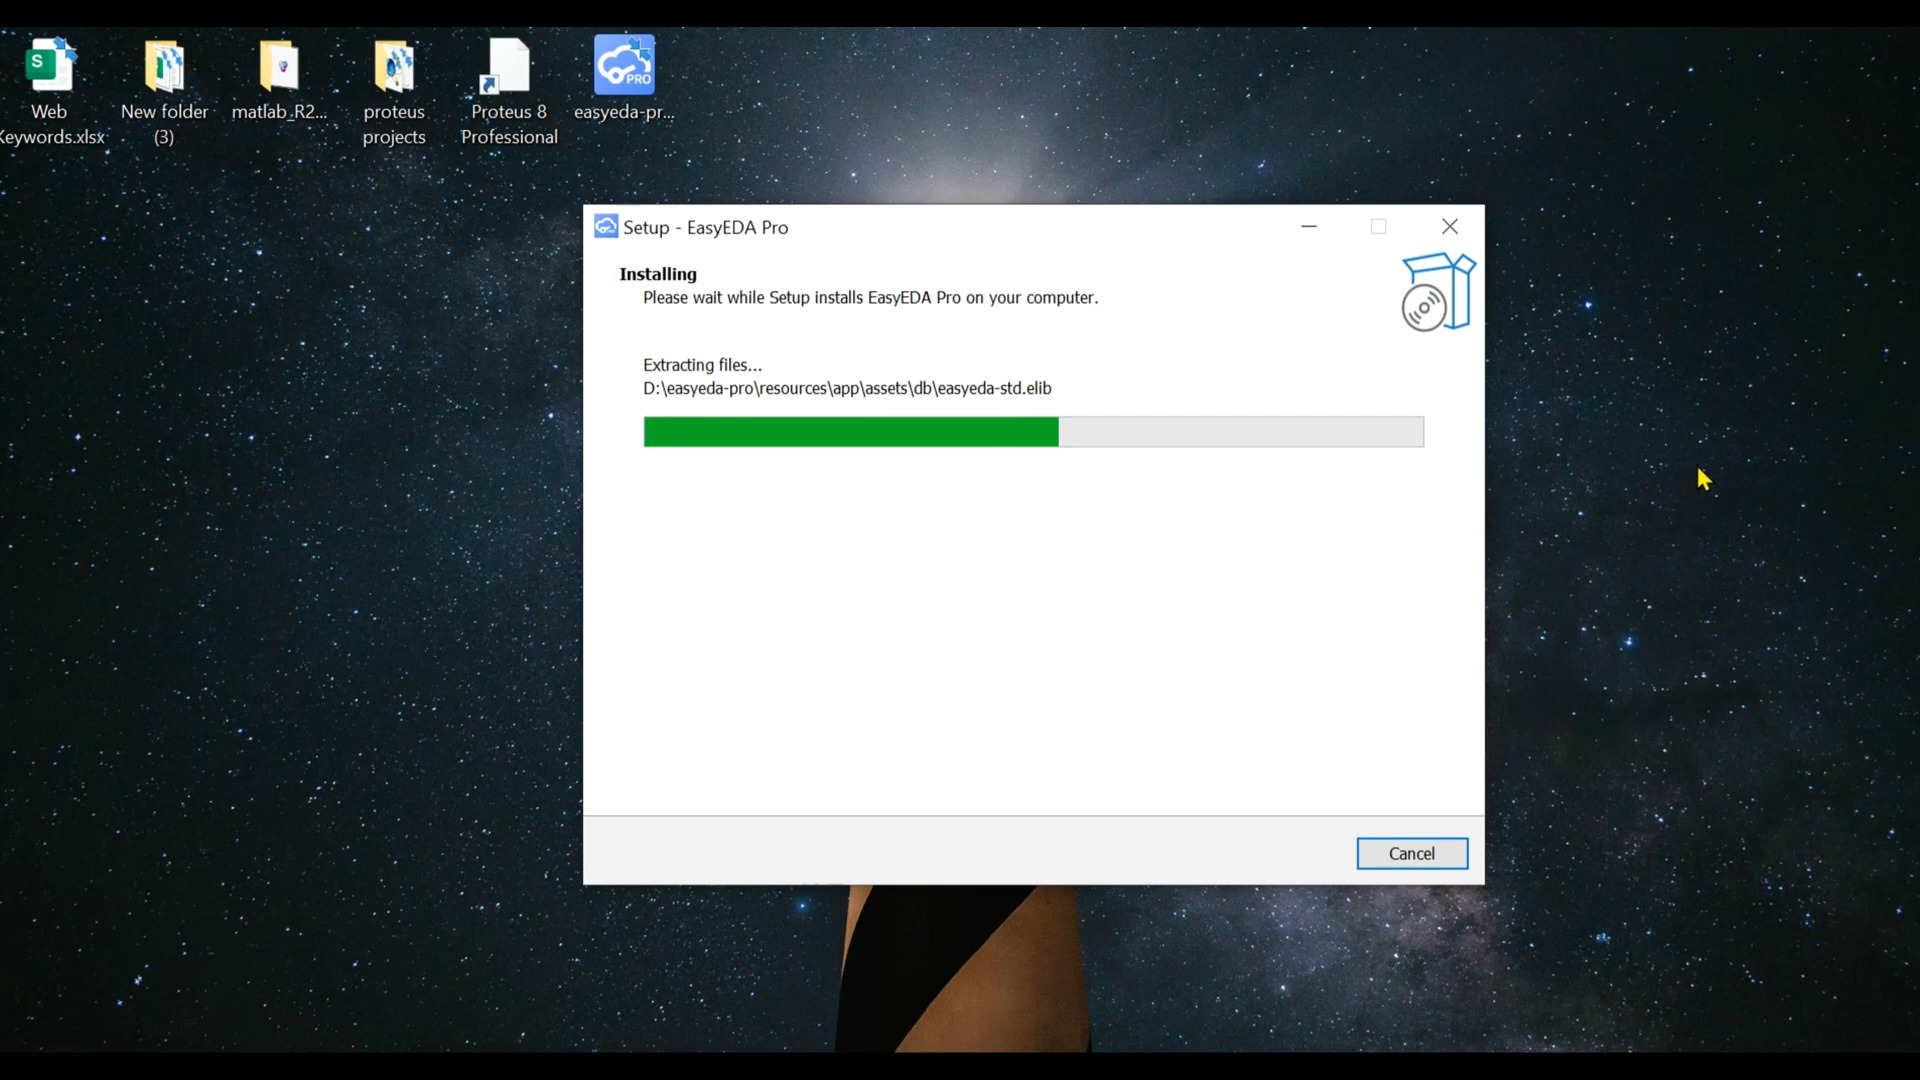 S
Web
Keywords.xlsx
New folder
(3)
matlab_R2...
proteus
projects
Proteus 8
Professional
PRO
easyeda-pr...
Setup - EasyEDA Pro
Installing
Please wait while Setup installs EasyEDA Pro on your computer.
Extracting files...
D:\easyeda-pro\resources\app\assets\db\easyeda-std.elib
Cancel